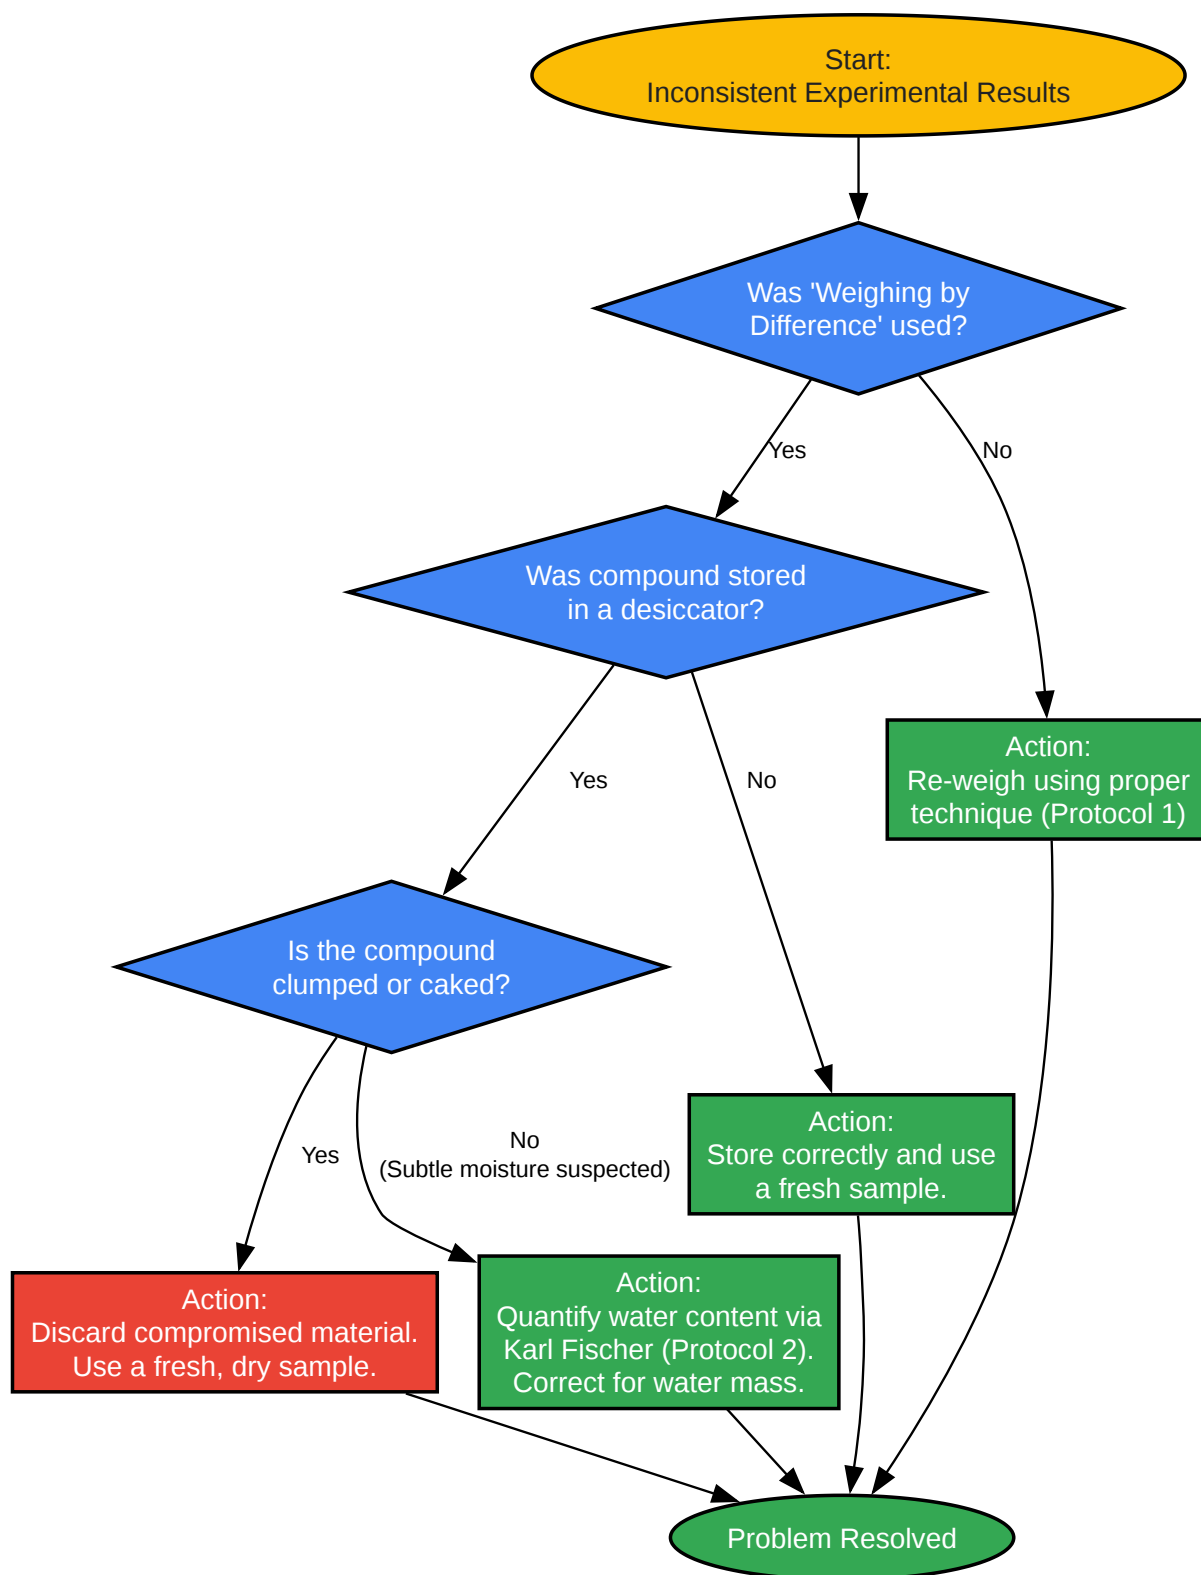 Start:
Inconsistent Experimental Results
Was 'Weighing by
Difference' used?
Yes
No
Was compound stored
in a desiccator?
Action:
Re-weigh using proper
technique (Protocol 1)
Yes
No
Is the compound
clumped or caked?
Action:
Store correctly and use
a fresh sample.
Yes
No
(Subtle moisture suspected)
Action:
Discard compromised material.
Use a fresh, dry sample.
Action:
Quantify water content via
Karl Fischer (Protocol 2).
Correct for water mass.
Problem Resolved